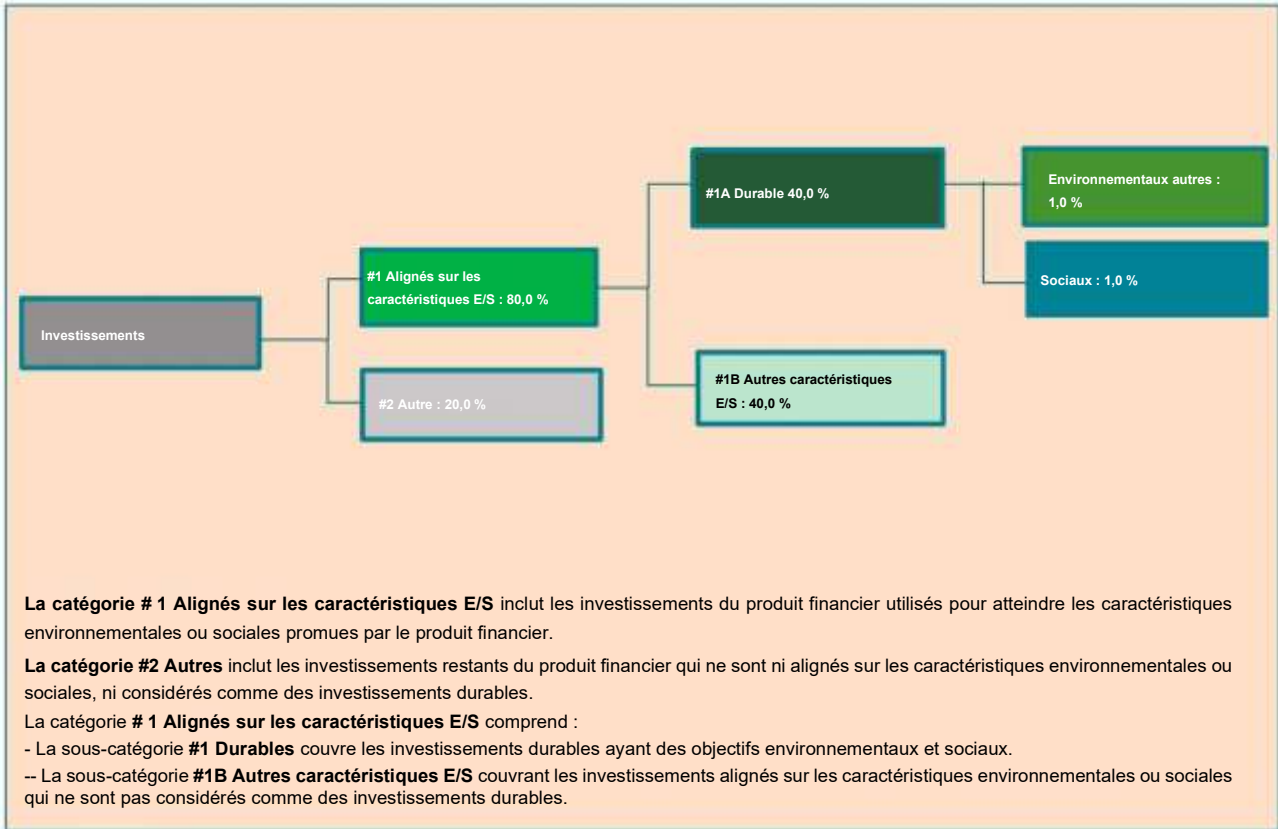 #1A Durable 40,0 %
Environnementaux autres :
1,0 %
#1 Alignés sur les
caractéristiques E/S : 80,0 %
Sociaux : 1,0 %
Investissements
#2 Autre : 20,0 %
#1B Autres caractéristiques
E/S : 40,0 %
La catégorie # 1 Alignés sur les caractéristiques E/S inclut les investissements du produit financier utilisés pour atteindre les caractéristiques
environnementales ou sociales promues par le produit financier.
La catégorie #2 Autres inclut les investissements restants du produit financier qui ne sont ni alignés sur les caractéristiques environnementales ou
sociales, ni considérés comme des investissements durables.
La catégorie # 1 Alignés sur les caractéristiques E/S comprend :
- La sous-catégorie #1 Durables couvre les investissements durables ayant des objectifs environnementaux et sociaux.
-- La sous-catégorie #1B Autres caractéristiques E/S couvrant les investissements alignés sur les caractéristiques environnementales ou sociales
qui ne sont pas considérés comme des investissements durables.